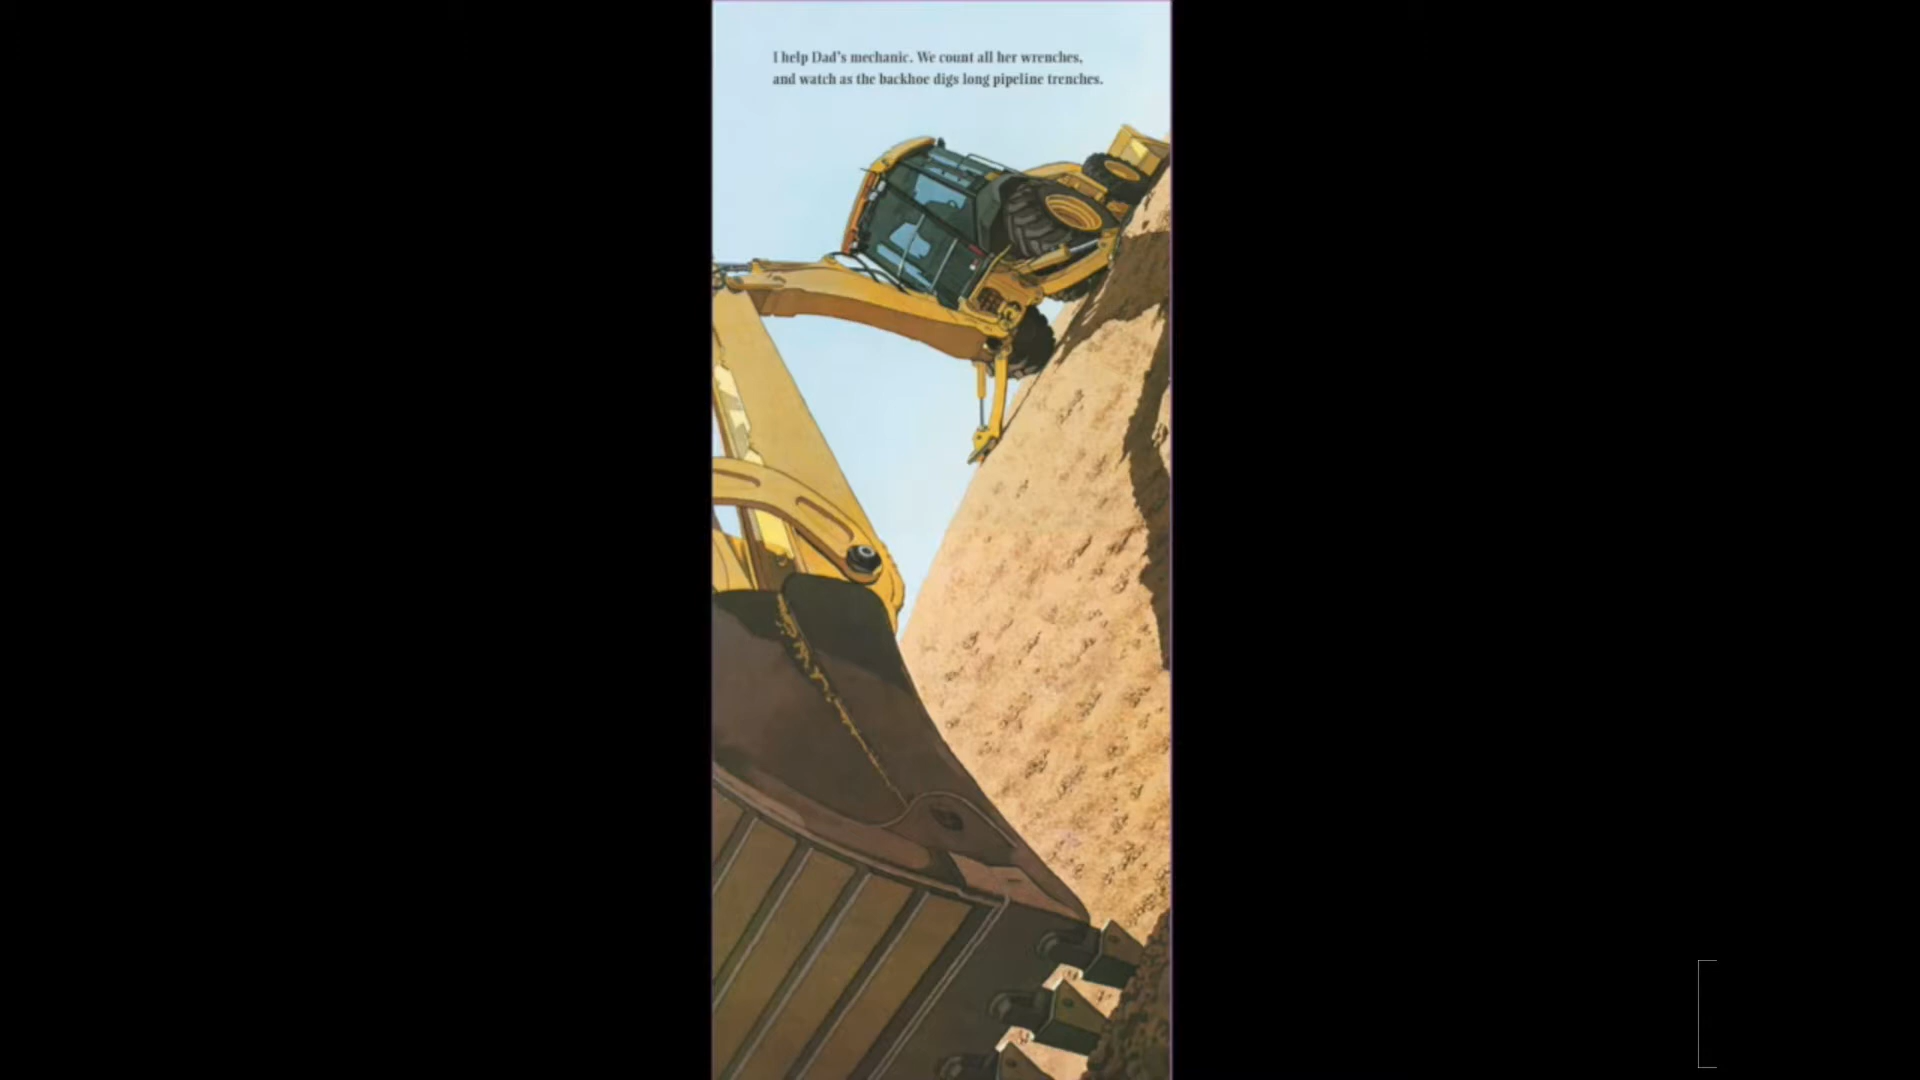 I help Dad's mechanic. We count all her wrenches,
and watch as the backhoe digs long pipeline trenches.